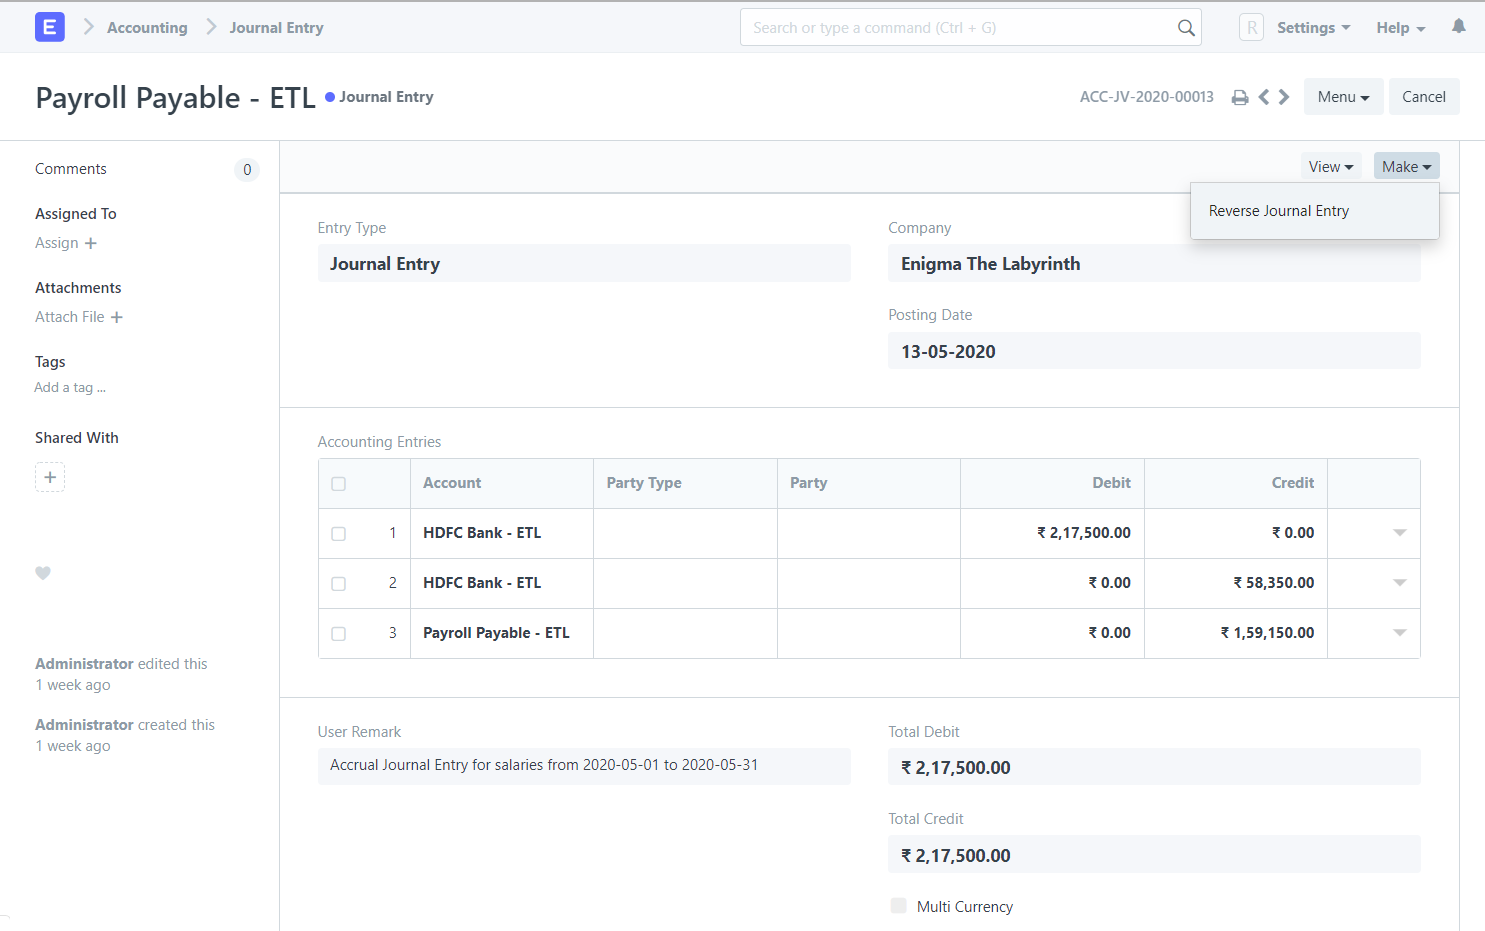 E Accounting Journal Entry Search or type a command (Ctrl + G) R Settings Help
Payroll Payable - ETL Journal Entry ACC-JV-2020-00013 Menu Cancel
Comments 0
Assigned To
Assign +
Attachments
Attach File +
Tags
Add a tag ...
Shared With
+
Administrator edited this
1 week ago
Administrator created this
1 week ago
View Make
Reverse Journal Entry
Entry Type
Journal Entry
Company
Enigma The Labyrinth
Posting Date
13-05-2020
Accounting Entries
Account Party Type Party Debit Credit
1 HDFC Bank - ETL ₹ 2,17,500.00 ₹ 0.00
2 HDFC Bank - ETL ₹ 0.00 ₹ 58,350.00
3 Payroll Payable - ETL ₹ 0.00 ₹ 1,59,150.00
User Remark
Accrual Journal Entry for salaries from 2020-05-01 to 2020-05-31
Total Debit
₹ 2,17,500.00
Total Credit
₹ 2,17,500.00
Multi Currency